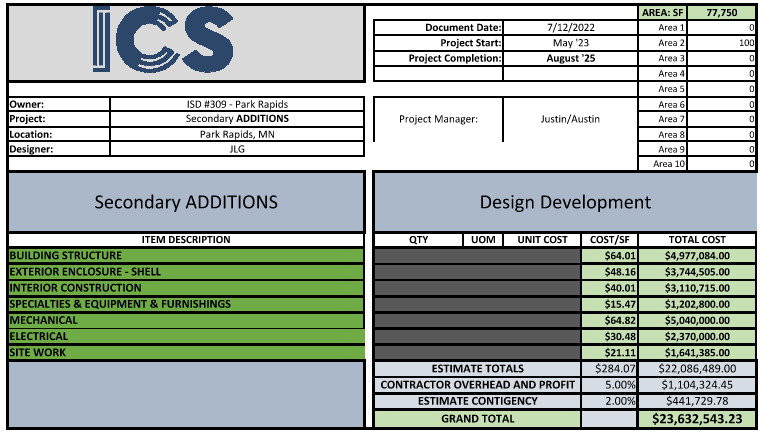 ICS
AREA: SF 77,750
Document Date: 7/12/2022 Area 1 0
Project Start: May '23 Area 2 100
Project Completion: August '25 Area 3 0
Area 4 0
Area 5 0
Owner: ISD #309 - Park Rapids Area 6 0
Project: Secondary ADDITIONS Project Manager: Justin/Austin Area 7 0
Location: Park Rapids, MN Area 8 0
Designer: JLG Area 9 0
Area 10 0
Secondary ADDITIONS Design Development
ITEM DESCRIPTION QTY UOM UNIT COST COST/SF TOTAL COST
BUILDING STRUCTURE $64.01 $4,977,084.00
EXTERIOR ENCLOSURE - SHELL $48.16 $3,744,505.00
INTERIOR CONSTRUCTION $40.01 $3,110,715.00
SPECIALTIES & EQUIPMENT & FURNISHINGS $15.47 $1,202,800.00
MECHANICAL $64.82 $5,040,000.00
ELECTRICAL $30.48 $2,370,000.00
SITE WORK $21.11 $1,641,385.00
ESTIMATE TOTALS $284.07 $22,086,489.00
CONTRACTOR OVERHEAD AND PROFIT 5.00% $1,104,324.45
ESTIMATE CONTIGENCY 2.00% $441,729.78
GRAND TOTAL $23,632,543.23